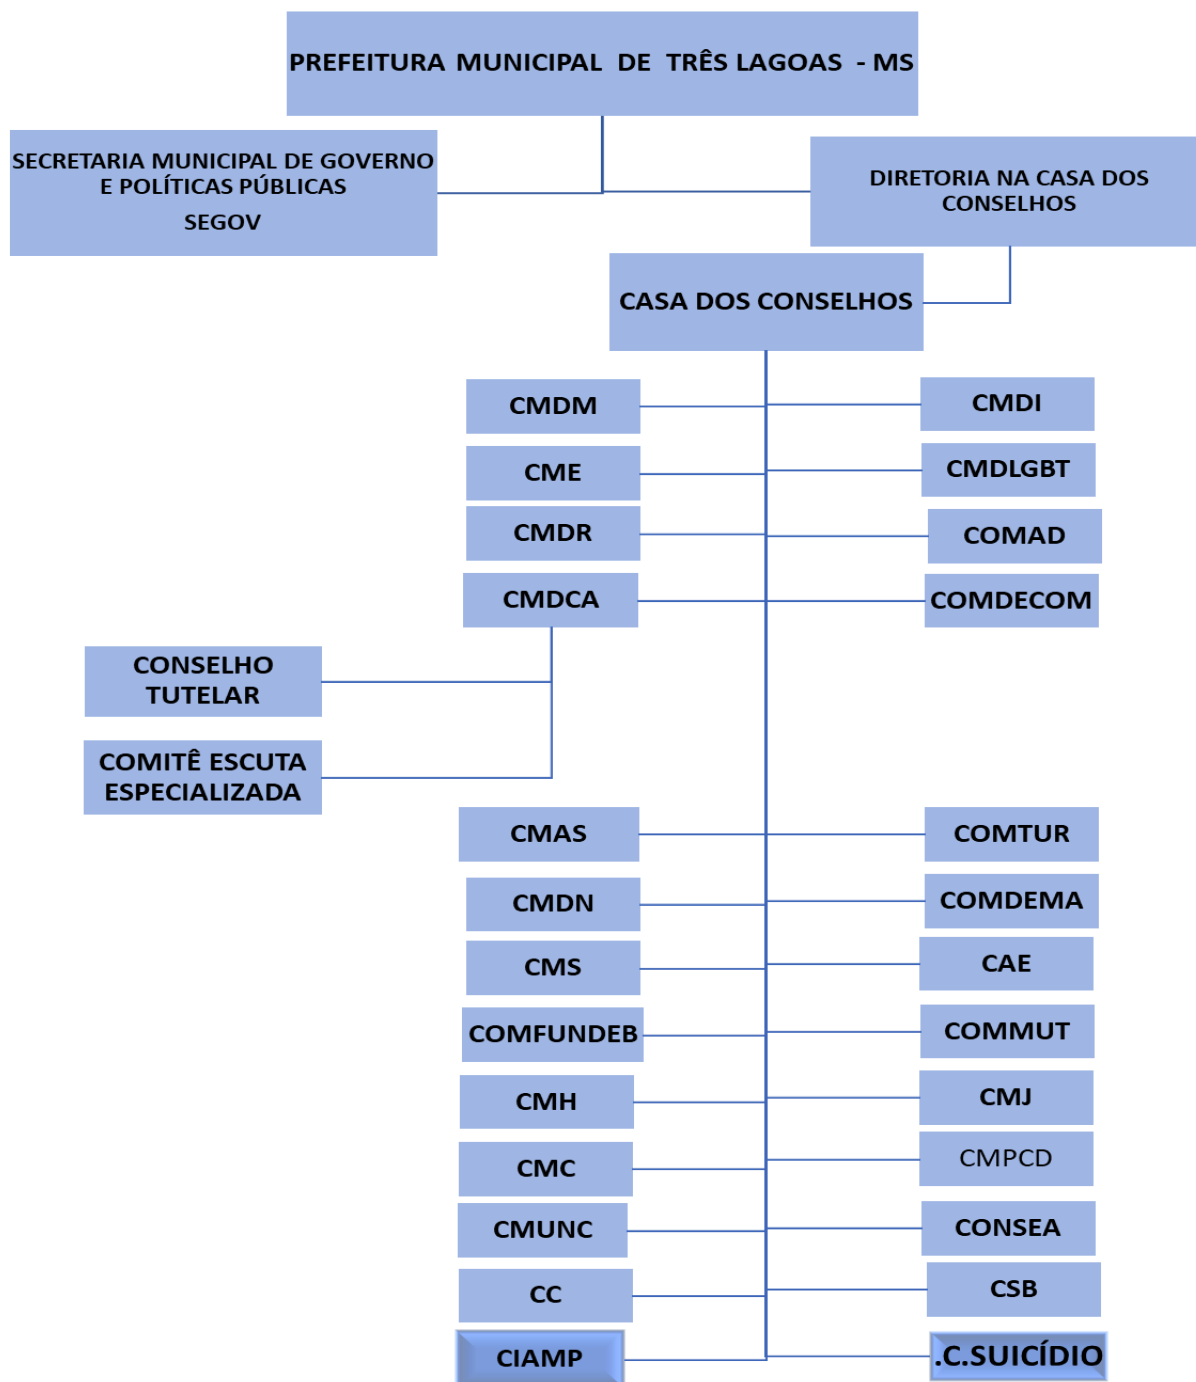 PREFEITURA MUNICIPAL DE TRÊS LAGOAS - MS
SECRETARIA MUNICIPAL DE GOVERNO
E POLÍTICAS PÚBLICAS
SEGOV
DIRETORIA NA CASA DOS
CONSELHOS
CASA DOS CONSELHOS
CMDM
CMDI
CME
CMDLGBT
CMDR
COMAD
CMDCA
COMDECOM
CONSELHO
TUTELAR
COMITÊ ESCUTA
ESPECIALIZADA
CMAS
COMTUR
CMDN
COMDEMA
CMS
CAE
COMFUNDEB
COMMUT
CMH
CMJ
CMC
CMPCD
CMUNC
CONSEA
CC
CSB
CIAMP
.C.SUICÍDIO